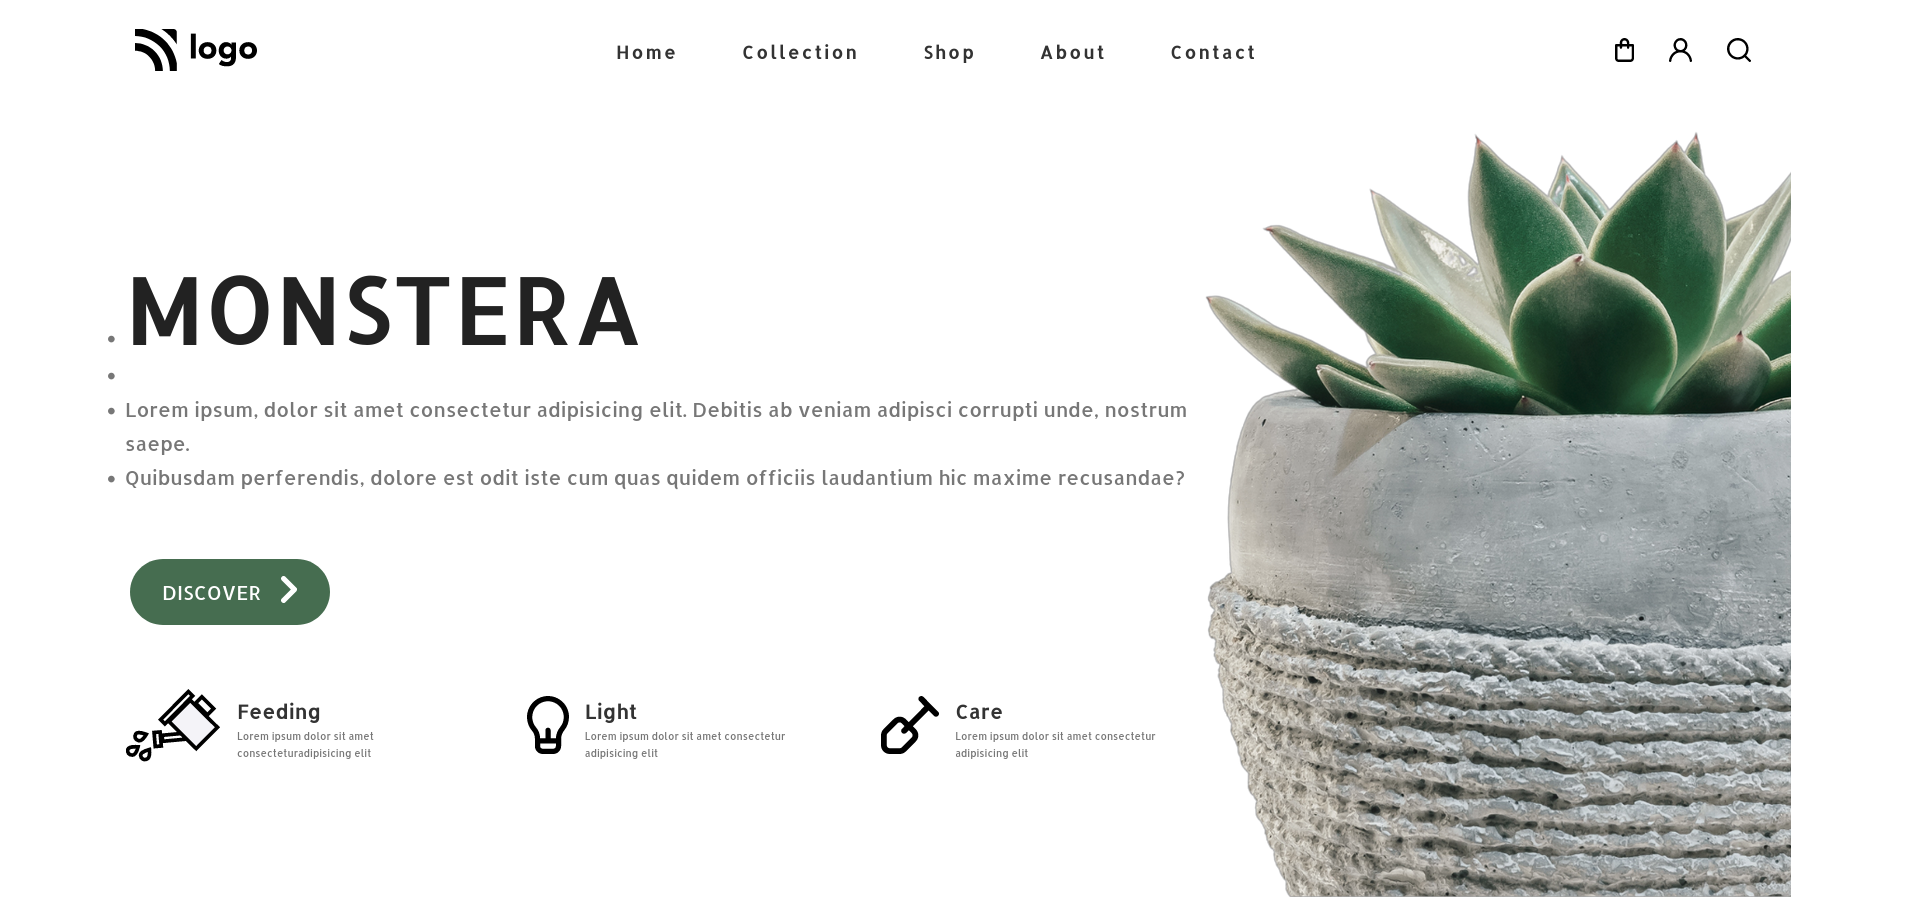 logo
Home Collection Shop About Contact
MONSTERA
Lorem ipsum, dolor sit amet consectetur adipisicing elit. Debitis ab veniam adipisci corrupti unde, nostrum
saepe.
Quibusdam perferendis, dolore est odit iste cum quas quidem officiis laudantium hic maxime recusandae?
DISCOVER
Feeding
Lorem ipsum dolor sit amet
consecteturadipisicing elit
Light
Lorem ipsum dolor sit amet consectetur
adipisicing elit
Care
Lorem ipsum dolor sit amet consectetur
adipisicing elit